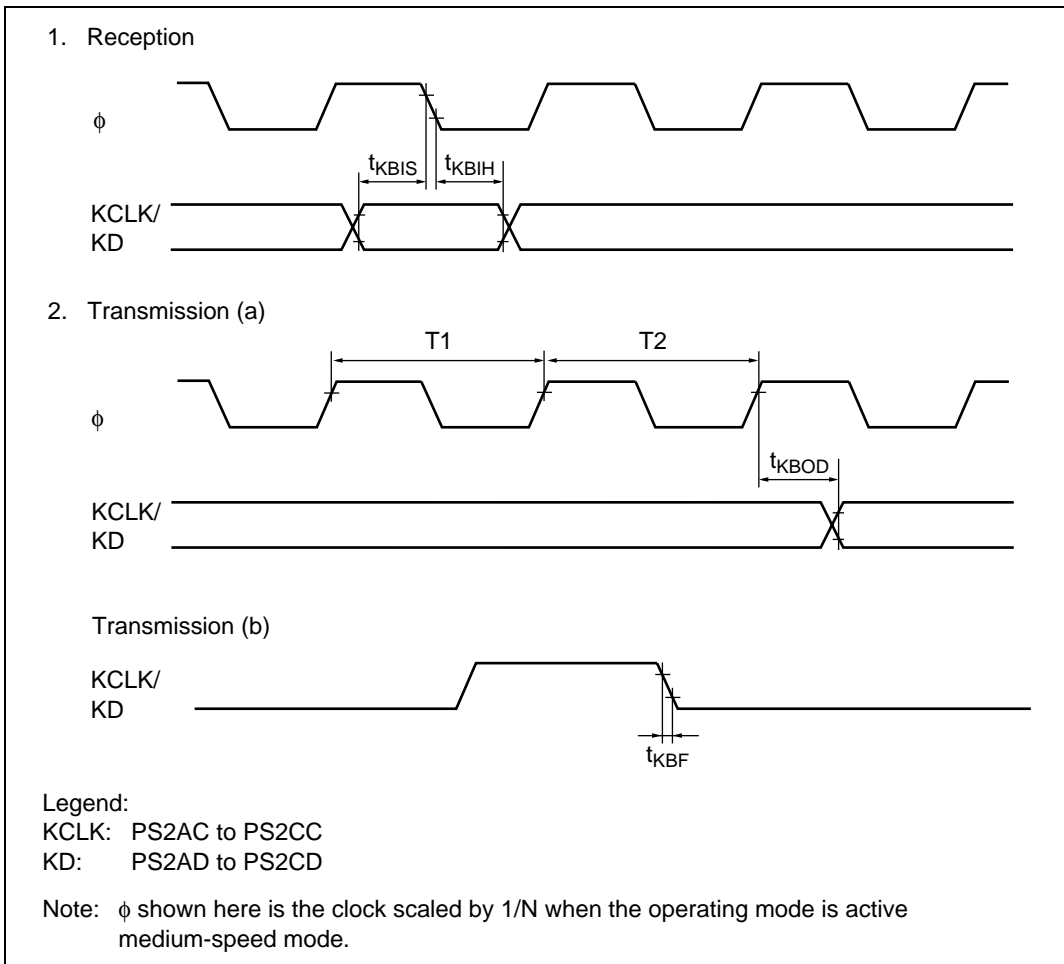 1. Reception
ϕ
tKBIS tKBIH
KCLK/
KD
2. Transmission (a)
T1 T2
ϕ
tKBOD
KCLK/
KD
Transmission (b)
KCLK/
KD
tKBF
Legend:
KCLK: PS2AC to PS2CC
KD: PS2AD to PS2CD
Note: ϕ shown here is the clock scaled by 1/N when the operating mode is active
medium-speed mode.